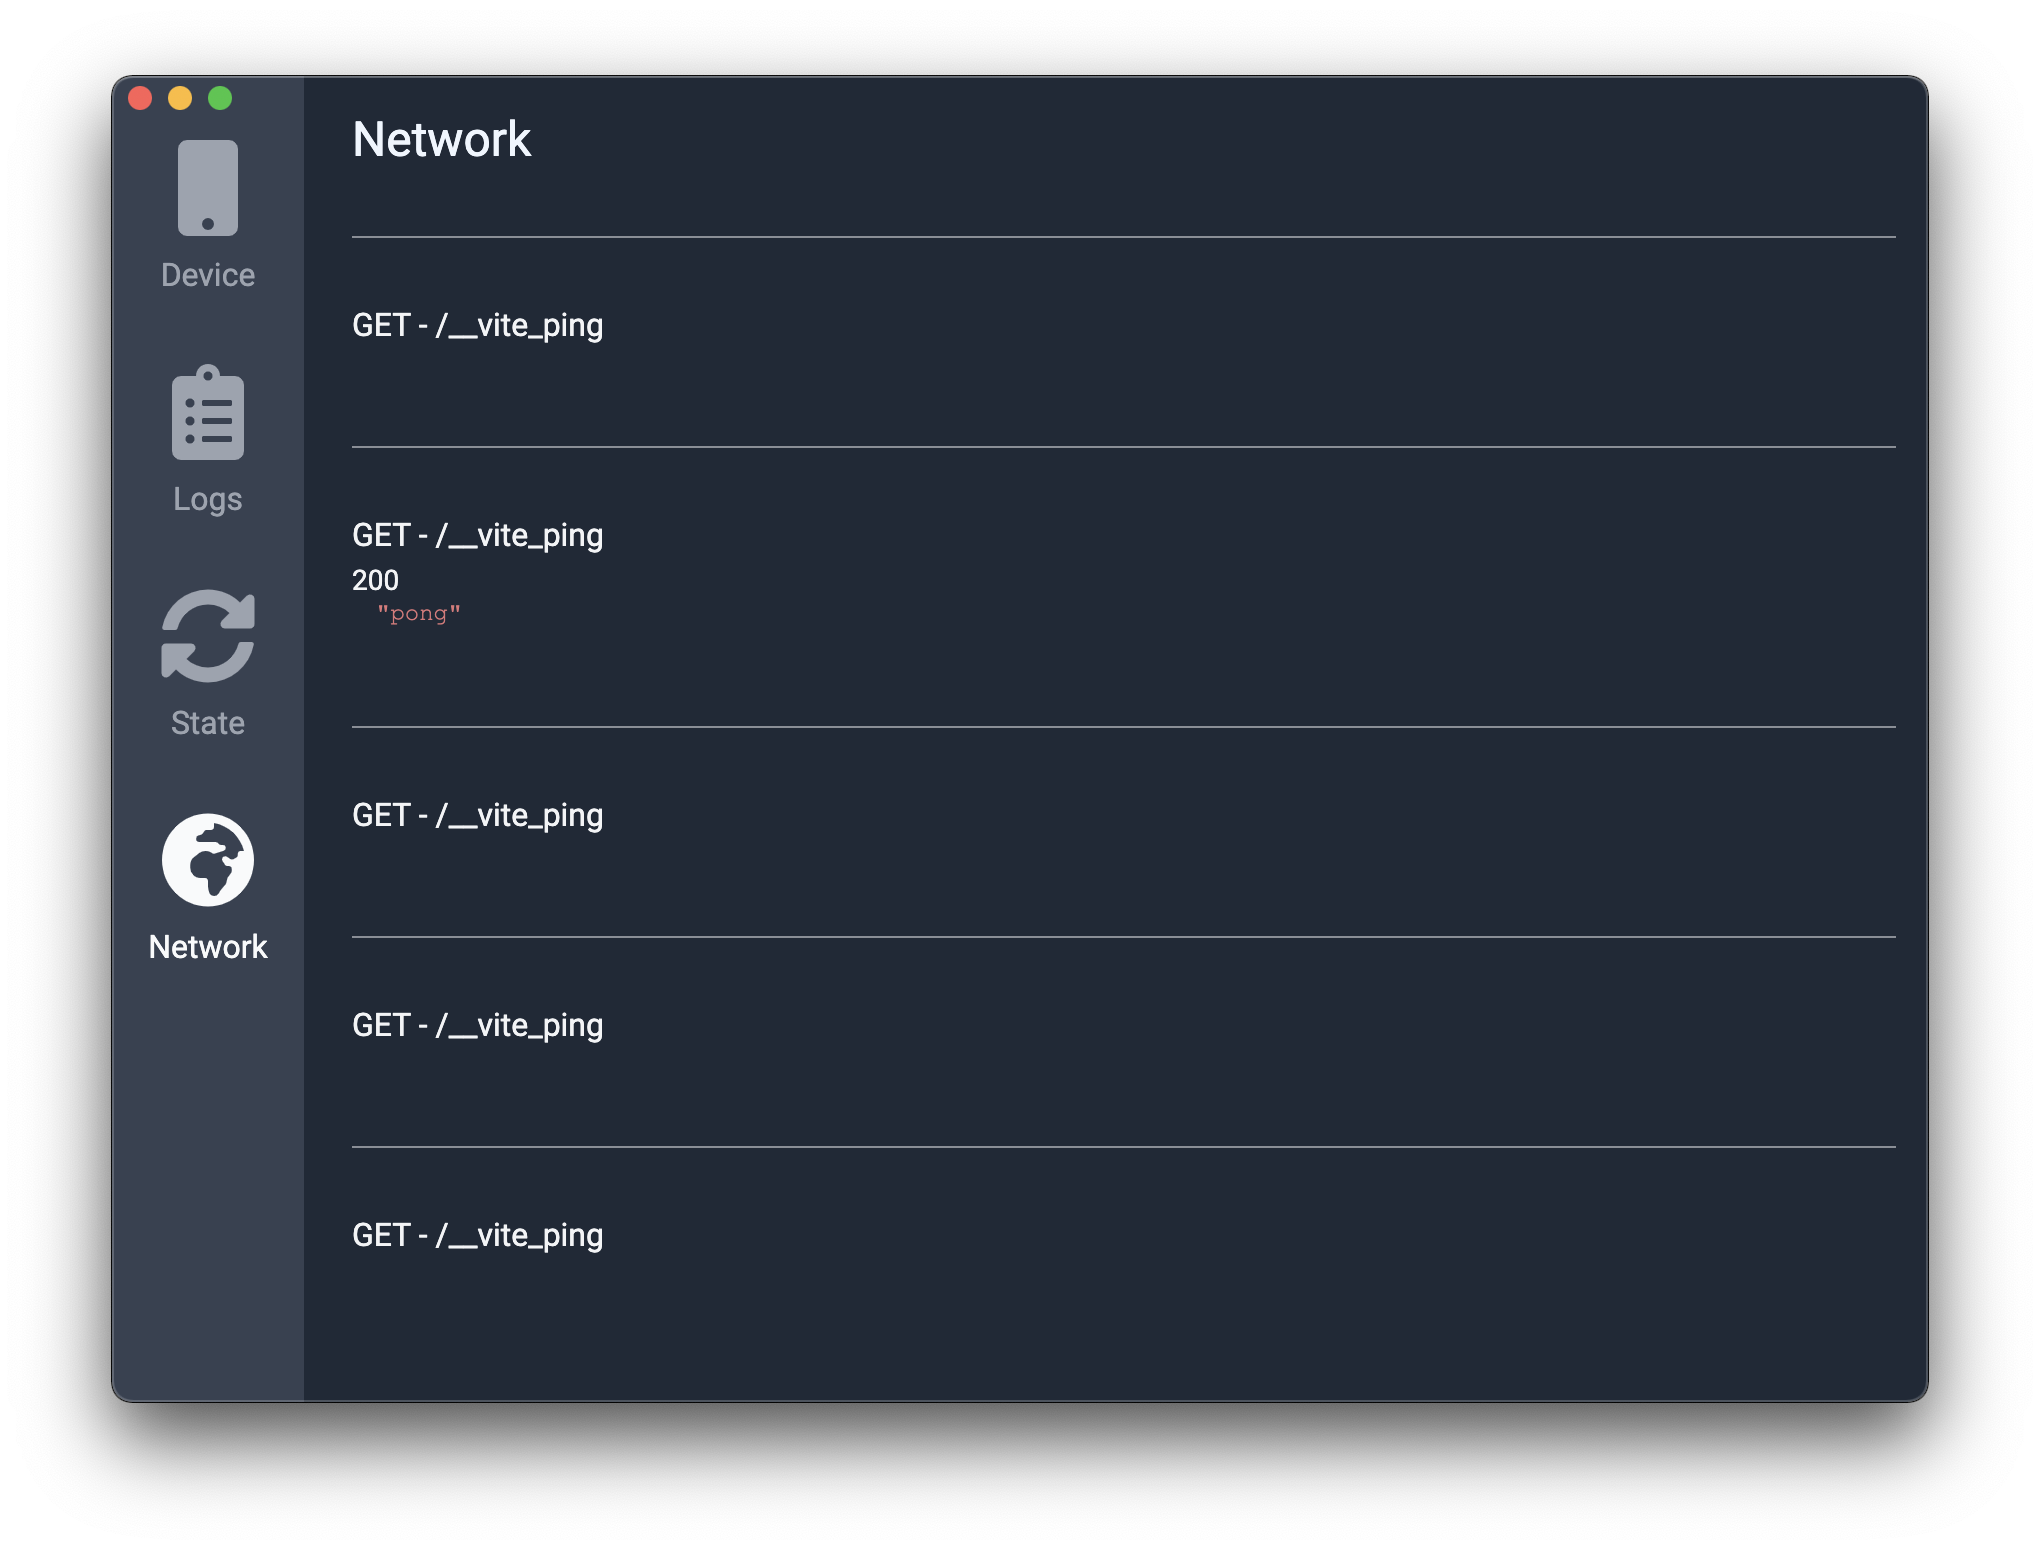 Device
Logs
State
Network
Network
GET - /__vite_ping
GET - /__vite_ping
200
"pong"
GET - /__vite_ping
GET - /__vite_ping
GET - /__vite_ping